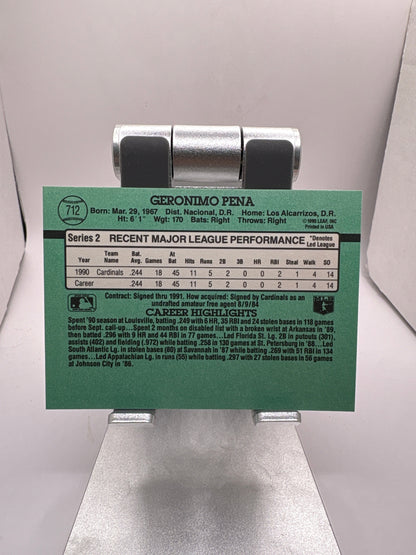 712
GERONIMO PENA
Born: Mar. 29, 1967 Dist. Nacional, D.R. Home: Los Alcarrizos, D.R.
Ht: 6'1" Wgt: 170 Bats: Right Throws: Right
© 1990 LEAF, INC.
Printed in USA
Series 2 RECENT MAJOR LEAGUE PERFORMANCE *Denotes Led League
Year Team Name Bat. Avg. Games At Bat Hits Runs 2B 3B HR RBI Steal Walk SO
1990 Cardinals .244 18 45 11 5 2 0 0 2 1 4 14
Career .244 18 45 11 5 2 0 0 2 1 4 14
Contract: Signed thru 1991. How acquired: Signed by Cardinals as an
undrafted amateur free agent 8/9/84
CAREER HIGHLIGHTS
Spent '90 season at Louisville, batting .249 with 6 HR, 35 RBI and 24 stolen bases in 118 games
before Sept. call-up... Spent 2 months on disabled list with a broken wrist at Arkansas in '89,
then batted .296 with 9 HR and 44 RBI in 77 games... Led Florida St. Lg. 2B in putouts (301),
assists (402) and fielding (.972) while batting .258 in 130 games at St. Petersburg in '88... Led
South Atlantic Lg. in stolen bases (80) at Savannah in '87 while batting .269 with 51 RBI in 134
games... Led Appalachian Lg. in runs (55) while batting .297 with 27 stolen bases in 56 games
at Johnson City in '86.